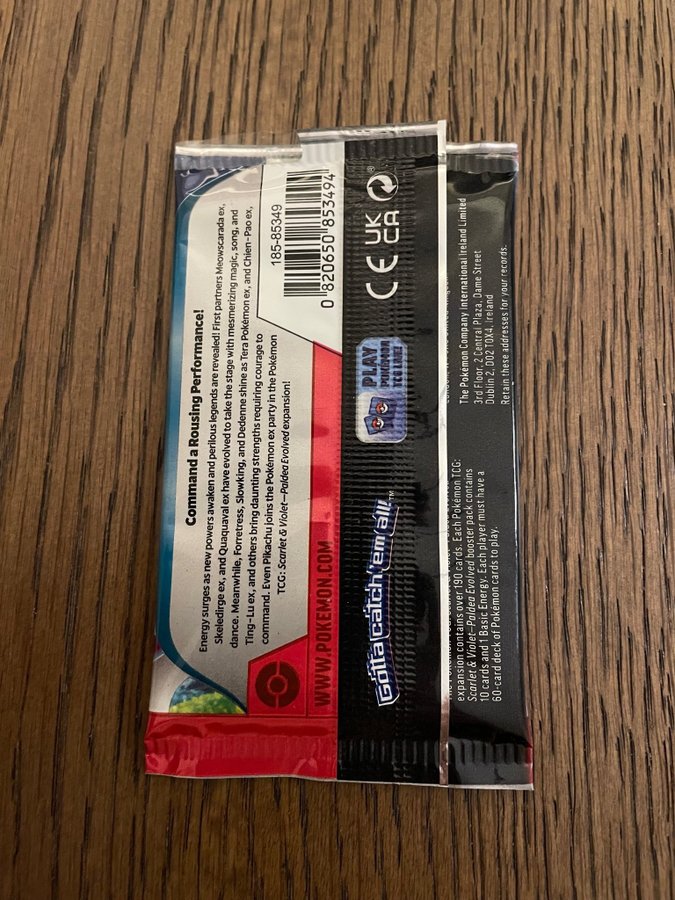 Command a Rousing Performance!
Energy surges as new powers awaken and perilous legends are revealed! First partners Meowscarada ex,
Skeledirge ex, and Quaquaval ex have evolved to take the stage with mesmerizing magic, song, and
dance. Meanwhile, Forretress, Slowking, and Dedenne shine as Tera Pokémon ex, and Chien-Pao ex,
Ting-Lu ex, and others bring daunting strengths requiring courage to
command. Even Pikachu joins the Pokémon ex party in the Pokémon
TCG: Scarlet & Violet—Paldea Evolved expansion!
185-85349
0 820650 853494
WWW.POKEMON.COM
Gotta catch 'em all!™
PLAY
POKÉMON
TCG LIVE!
CE UK
CA
expansion contains over 190 cards. Each Pokémon TCG:
Scarlet & Violet—Paldea Evolved booster pack contains
10 cards and 1 Basic Energy. Each player must have a
60-card deck of Pokémon cards to play.
The Pokémon Company International Ireland Limited
3rd Floor, 2 Central Plaza, Dame Street
Dublin 2, D02 T0X4, Ireland
Retain these addresses for your records.